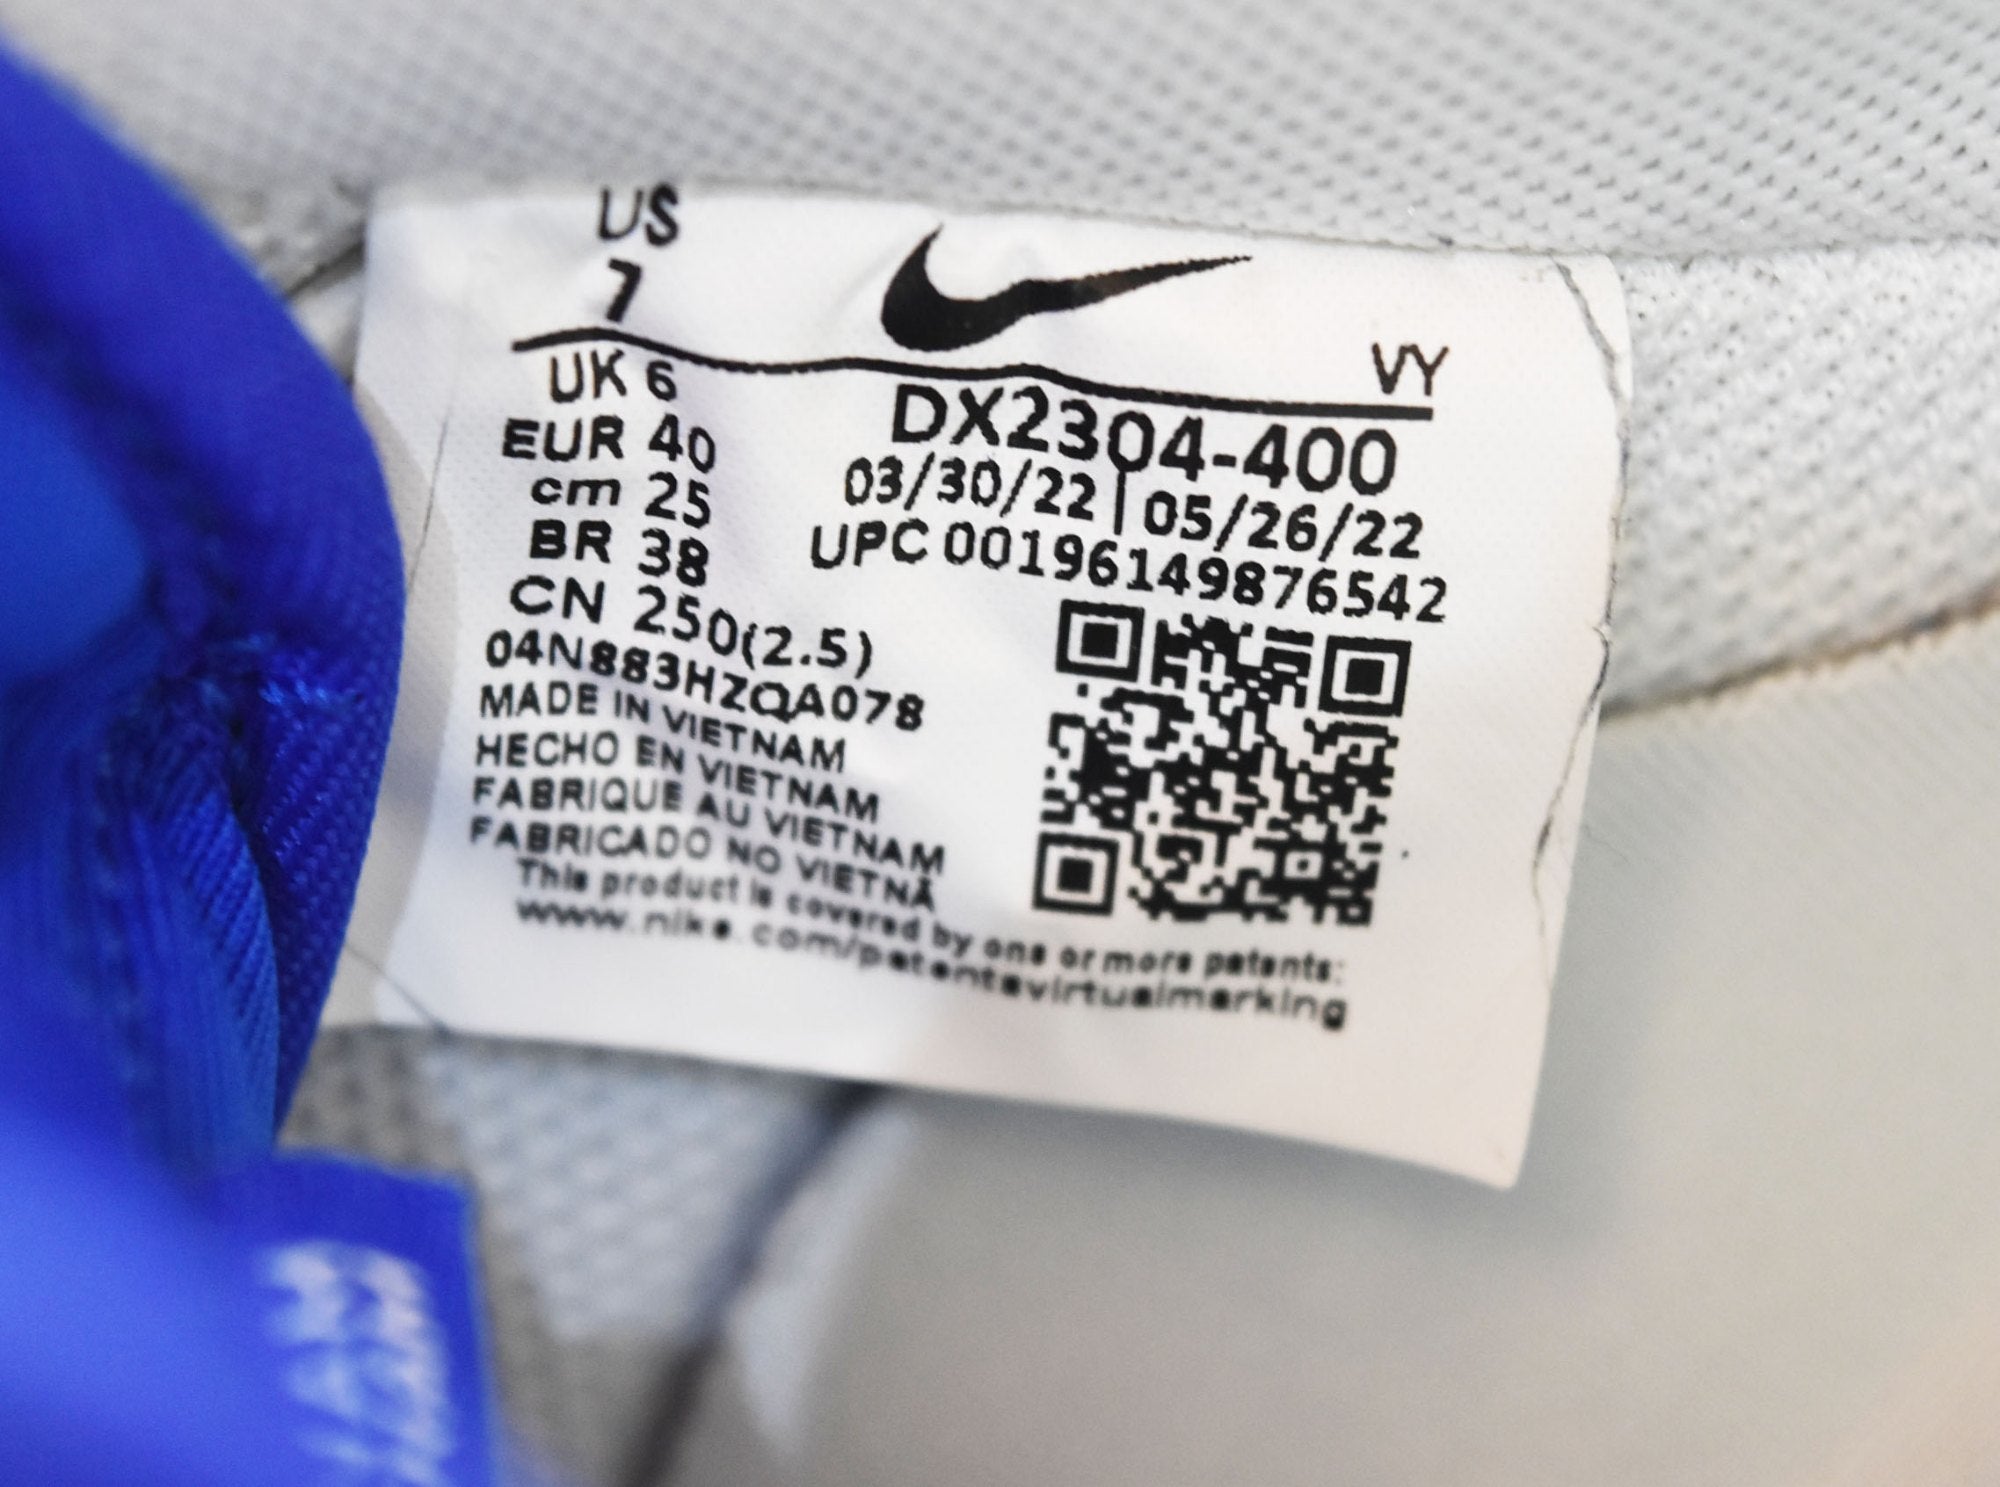 US
7
VY
UK 6
EUR 40
cm 25
BR 38
CN 250(2.5)
DX2304-400
03/30/22|05/26/22
UPC 00196149876542
04N883HZQA078
MADE IN VIETNAM
HECHO EN VIETNAM
FABRIQUE AU VIETNAM
FABRICADO NO VIETNÃ
This product is covered by one or more patents:
www.nike.com/patentsvirtualmarking